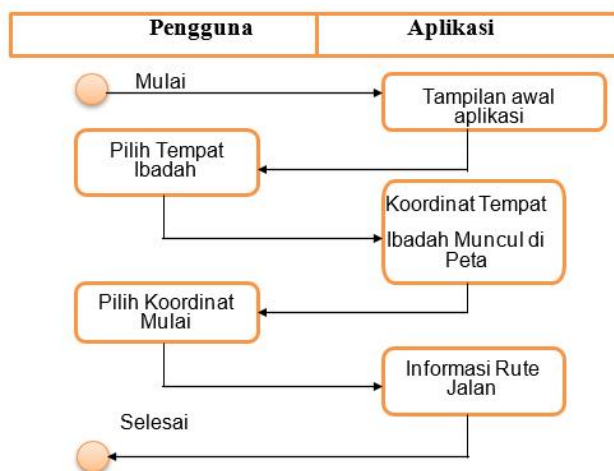 Pengguna
Aplikasi
Mulai
Tampilan awal
aplikasi
Pilih Tempat
Ibadah
Koordinat Tempat
Ibadah Muncul di
Peta
Pilih Koordinat
Mulai
Informasi Rute
Jalan
Selesai